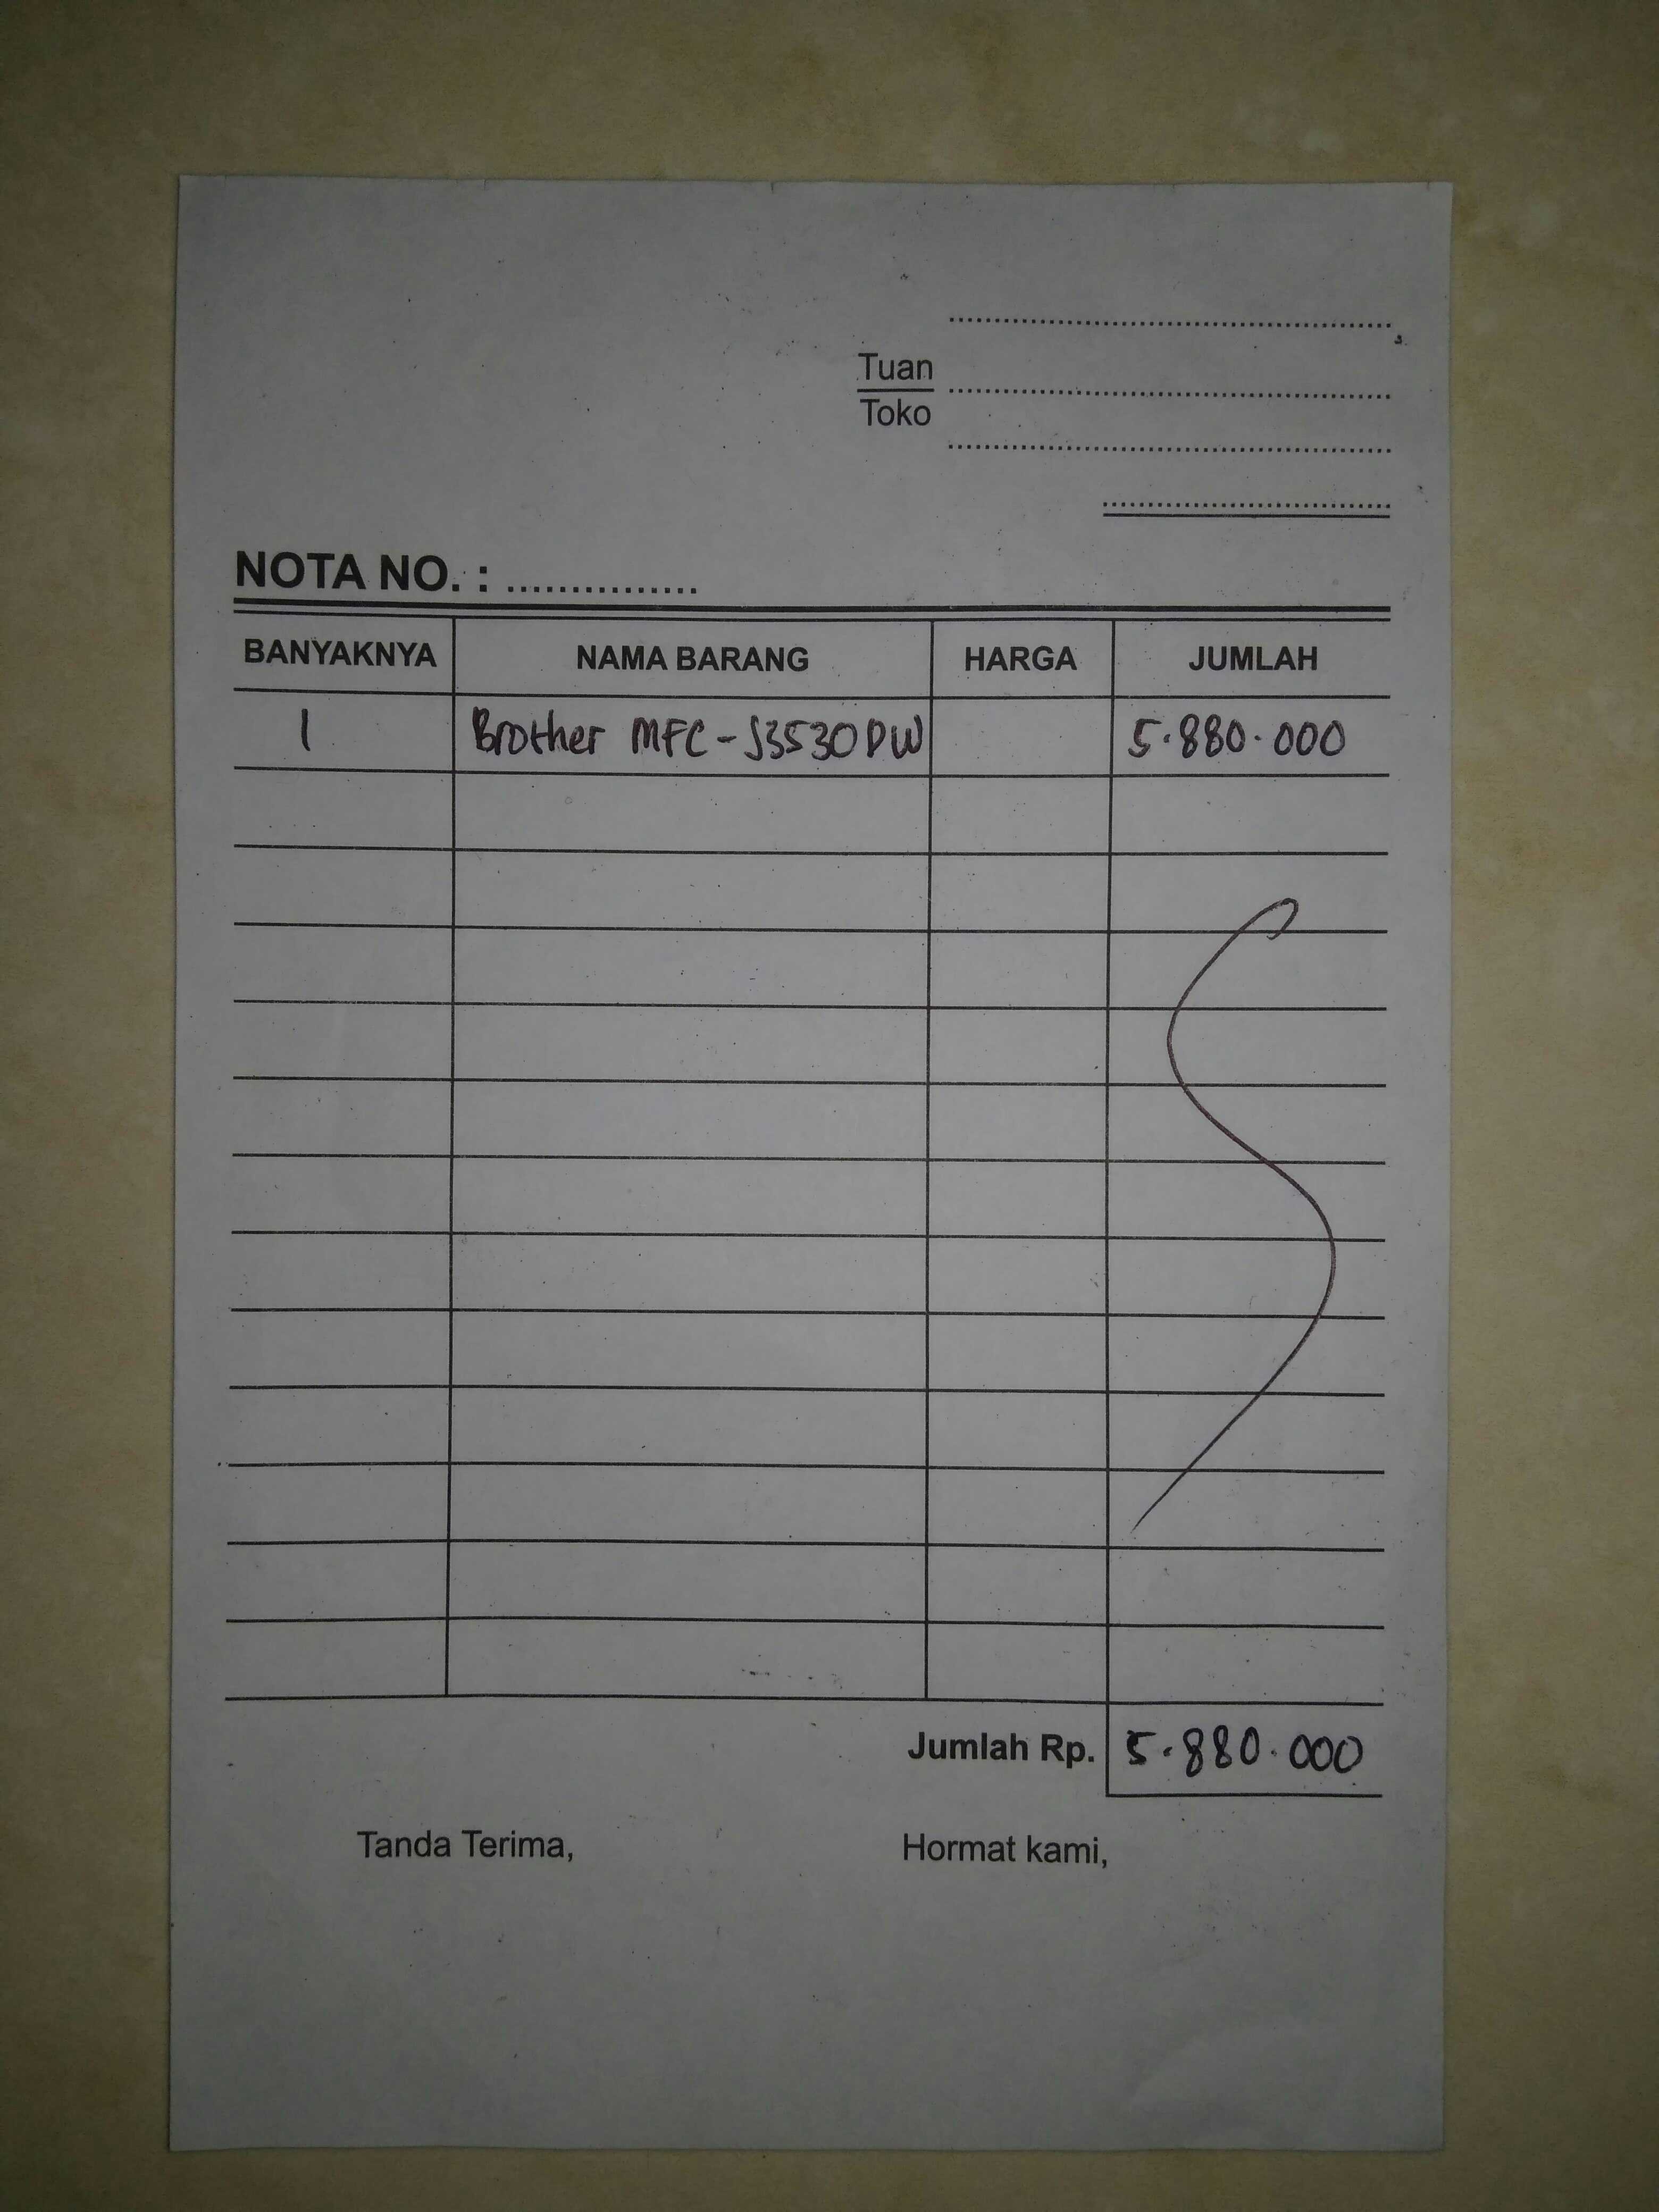 Tuan
Toko
NOTA NO. : ...............
BANYAKNYA NAMA BARANG HARGA JUMLAH
1 Brother MFC-J3530DW 5.880.000
Jumlah Rp. 5.880.000
Tanda Terima, Hormat kami,